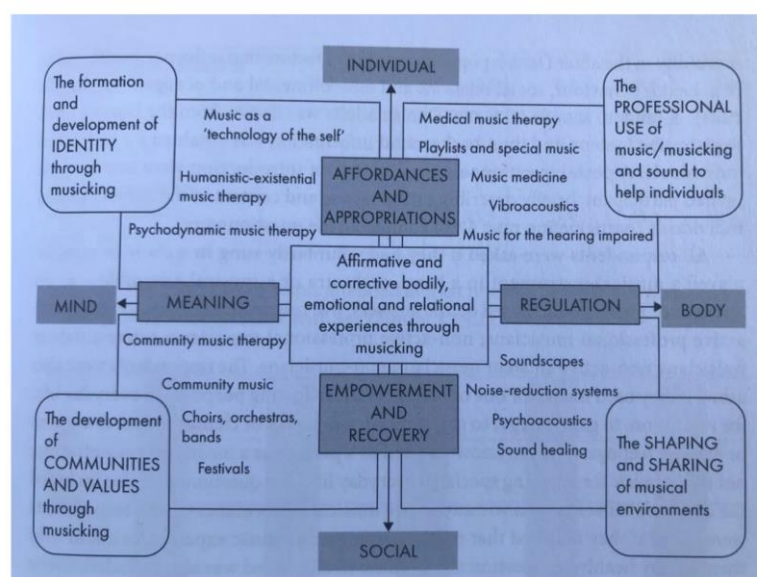 INDIVIDUAL
The formation
and
development of
IDENTITY
through
musicking
Music as a
'technology of the self'
Humanistic-existential
music therapy
Psychodynamic music therapy
AFFORDANCES
AND
APPROPRIATIONS
Medical music therapy
Playlists and special music
Music medicine
Vibroacoustics
Music for the hearing impaired
The
PROFESSIONAL
USE of
music/musicking
and sound to
help individuals
MIND
MEANING
Affirmative and
corrective bodily,
emotional and relational
experiences through
musicking
REGULATION
BODY
Community music therapy
Community music
Choirs, orchestras,
bands
Festivals
The development
of
COMMUNITIES
AND VALUES
through
musicking
EMPOWERMENT
AND
RECOVERY
Soundscapes
Noise-reduction systems
Psychoacoustics
Sound healing
The SHAPING
and SHARING
of musical
environments
SOCIAL